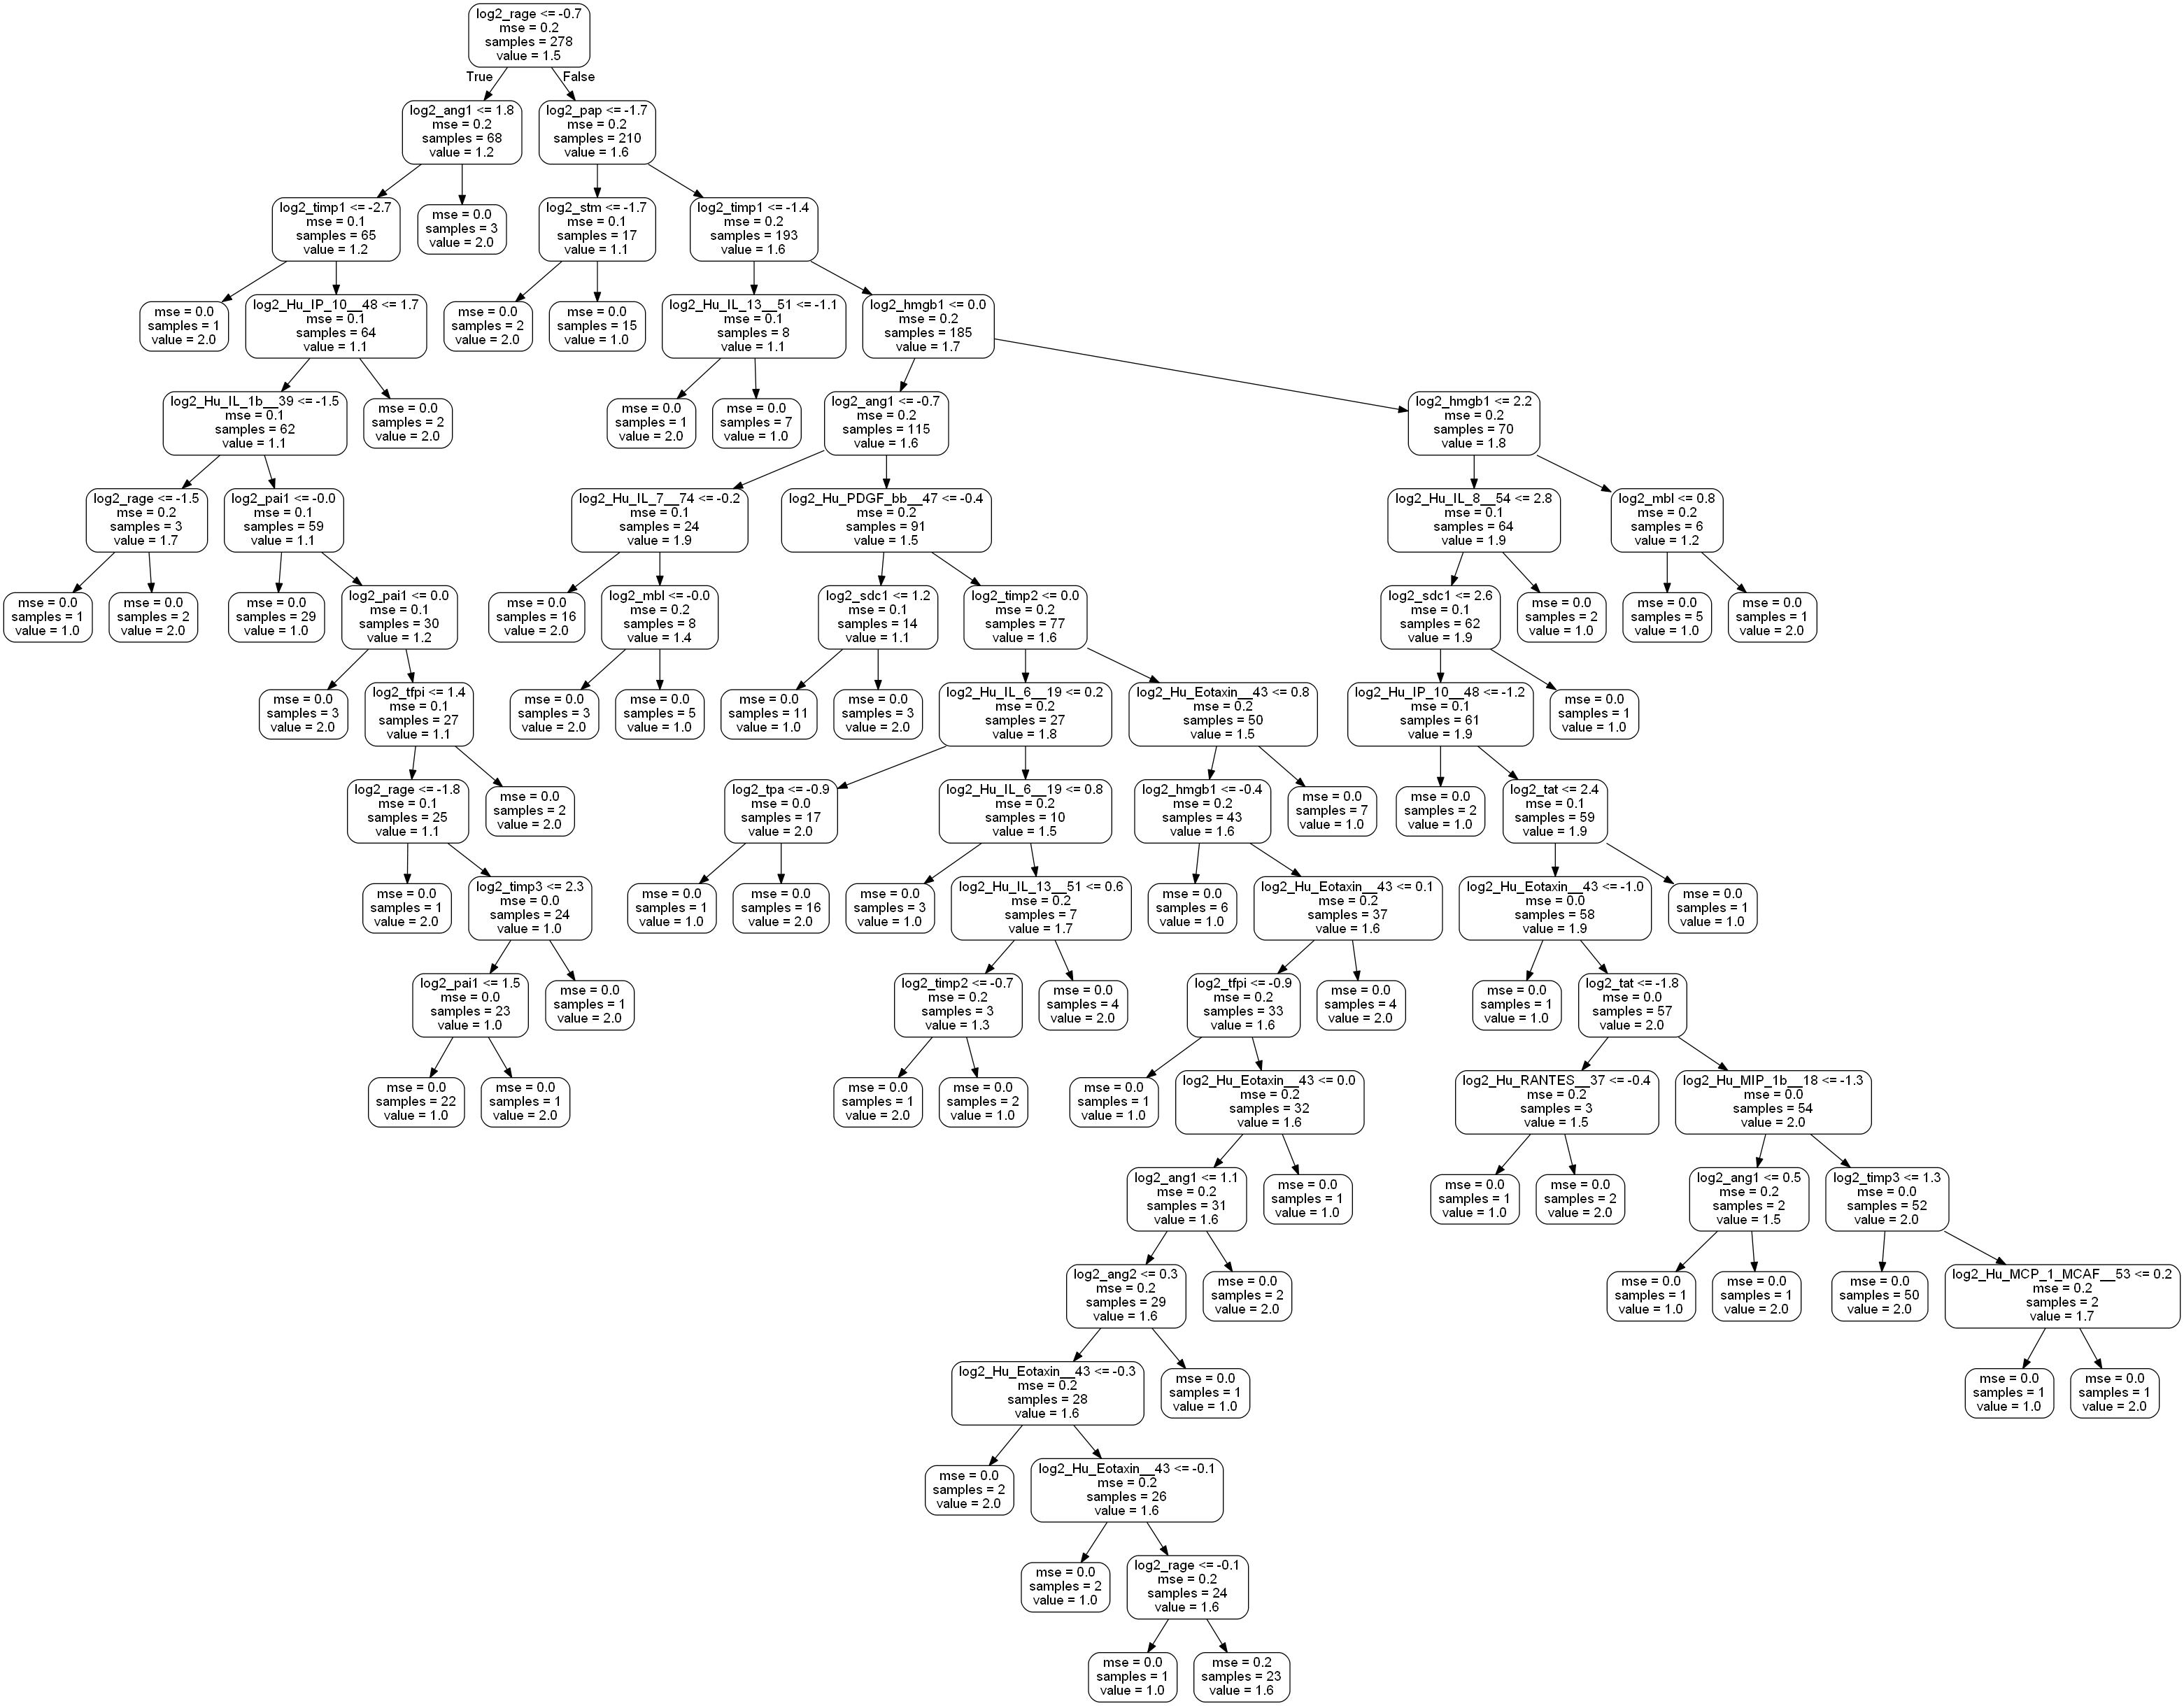 log2_rage <= -0.7
mse = 0.2
samples = 278
value = 1.5
True
False
log2_ang1 <= 1.8
mse = 0.2
samples = 68
value = 1.2
log2_pap <= -1.7
mse = 0.2
samples = 210
value = 1.6
log2_timp1 <= -2.7
mse = 0.1
samples = 65
value = 1.2
mse = 0.0
samples = 3
value = 2.0
log2_stm <= -1.7
mse = 0.1
samples = 17
value = 1.1
log2_timp1 <= -1.4
mse = 0.2
samples = 193
value = 1.6
mse = 0.0
samples = 1
value = 2.0
log2_Hu_IP_10__48 <= 1.7
mse = 0.1
samples = 64
value = 1.1
mse = 0.0
samples = 2
value = 2.0
mse = 0.0
samples = 15
value = 1.0
log2_Hu_IL_13__51 <= -1.1
mse = 0.1
samples = 8
value = 1.1
log2_hmgb1 <= 0.0
mse = 0.2
samples = 185
value = 1.7
log2_Hu_IL_1b__39 <= -1.5
mse = 0.1
samples = 62
value = 1.1
mse = 0.0
samples = 2
value = 2.0
mse = 0.0
samples = 1
value = 2.0
mse = 0.0
samples = 7
value = 1.0
log2_ang1 <= -0.7
mse = 0.2
samples = 115
value = 1.6
log2_hmgb1 <= 2.2
mse = 0.2
samples = 70
value = 1.8
log2_rage <= -1.5
mse = 0.2
samples = 3
value = 1.7
log2_pai1 <= -0.0
mse = 0.1
samples = 59
value = 1.1
log2_Hu_IL_7__74 <= -0.2
mse = 0.1
samples = 24
value = 1.9
log2_Hu_PDGF_bb__47 <= -0.4
mse = 0.2
samples = 91
value = 1.5
log2_Hu_IL_8__54 <= 2.8
mse = 0.1
samples = 64
value = 1.9
log2_mbl <= 0.8
mse = 0.2
samples = 6
value = 1.2
mse = 0.0
samples = 1
value = 1.0
mse = 0.0
samples = 2
value = 2.0
mse = 0.0
samples = 29
value = 1.0
log2_pai1 <= 0.0
mse = 0.1
samples = 30
value = 1.2
mse = 0.0
samples = 16
value = 2.0
log2_mbl <= -0.0
mse = 0.2
samples = 8
value = 1.4
log2_sdc1 <= 1.2
mse = 0.1
samples = 14
value = 1.1
log2_timp2 <= 0.0
mse = 0.2
samples = 77
value = 1.6
log2_sdc1 <= 2.6
mse = 0.1
samples = 62
value = 1.9
mse = 0.0
samples = 2
value = 1.0
mse = 0.0
samples = 5
value = 1.0
mse = 0.0
samples = 1
value = 2.0
mse = 0.0
samples = 3
value = 2.0
log2_tfpi <= 1.4
mse = 0.1
samples = 27
value = 1.1
mse = 0.0
samples = 3
value = 2.0
mse = 0.0
samples = 5
value = 1.0
mse = 0.0
samples = 11
value = 1.0
mse = 0.0
samples = 3
value = 2.0
log2_Hu_IL_6__19 <= 0.2
mse = 0.2
samples = 27
value = 1.8
log2_Hu_Eotaxin__43 <= 0.8
mse = 0.2
samples = 50
value = 1.5
log2_Hu_IP_10__48 <= -1.2
mse = 0.1
samples = 61
value = 1.9
mse = 0.0
samples = 1
value = 1.0
log2_rage <= -1.8
mse = 0.1
samples = 25
value = 1.1
mse = 0.0
samples = 2
value = 2.0
log2_tpa <= -0.9
mse = 0.0
samples = 17
value = 2.0
log2_Hu_IL_6__19 <= 0.8
mse = 0.2
samples = 10
value = 1.5
log2_hmgb1 <= -0.4
mse = 0.2
samples = 43
value = 1.6
mse = 0.0
samples = 7
value = 1.0
mse = 0.0
samples = 2
value = 1.0
log2_tat <= 2.4
mse = 0.1
samples = 59
value = 1.9
mse = 0.0
samples = 1
value = 2.0
log2_timp3 <= 2.3
mse = 0.0
samples = 24
value = 1.0
mse = 0.0
samples = 1
value = 1.0
mse = 0.0
samples = 16
value = 2.0
mse = 0.0
samples = 3
value = 1.0
log2_Hu_IL_13__51 <= 0.6
mse = 0.2
samples = 7
value = 1.7
mse = 0.0
samples = 6
value = 1.0
log2_Hu_Eotaxin__43 <= 0.1
mse = 0.2
samples = 37
value = 1.6
log2_Hu_Eotaxin__43 <= -1.0
mse = 0.0
samples = 58
value = 1.9
mse = 0.0
samples = 1
value = 1.0
log2_pai1 <= 1.5
mse = 0.0
samples = 23
value = 1.0
mse = 0.0
samples = 1
value = 2.0
log2_timp2 <= -0.7
mse = 0.2
samples = 3
value = 1.3
mse = 0.0
samples = 4
value = 2.0
log2_tfpi <= -0.9
mse = 0.2
samples = 33
value = 1.6
mse = 0.0
samples = 4
value = 2.0
mse = 0.0
samples = 1
value = 1.0
log2_tat <= -1.8
mse = 0.0
samples = 57
value = 2.0
mse = 0.0
samples = 22
value = 1.0
mse = 0.0
samples = 1
value = 2.0
mse = 0.0
samples = 1
value = 2.0
mse = 0.0
samples = 2
value = 1.0
mse = 0.0
samples = 1
value = 1.0
log2_Hu_Eotaxin__43 <= 0.0
mse = 0.2
samples = 32
value = 1.6
log2_Hu_RANTES__37 <= -0.4
mse = 0.2
samples = 3
value = 1.5
log2_Hu_MIP_1b__18 <= -1.3
mse = 0.0
samples = 54
value = 2.0
log2_ang1 <= 1.1
mse = 0.2
samples = 31
value = 1.6
mse = 0.0
samples = 1
value = 1.0
mse = 0.0
samples = 1
value = 1.0
mse = 0.0
samples = 2
value = 2.0
log2_ang1 <= 0.5
mse = 0.2
samples = 2
value = 1.5
log2_timp3 <= 1.3
mse = 0.0
samples = 52
value = 2.0
log2_ang2 <= 0.3
mse = 0.2
samples = 29
value = 1.6
mse = 0.0
samples = 2
value = 2.0
mse = 0.0
samples = 1
value = 1.0
mse = 0.0
samples = 1
value = 2.0
mse = 0.0
samples = 50
value = 2.0
log2_Hu_MCP_1_MCAF__53 <= 0.2
mse = 0.2
samples = 2
value = 1.7
log2_Hu_Eotaxin__43 <= -0.3
mse = 0.2
samples = 28
value = 1.6
mse = 0.0
samples = 1
value = 1.0
mse = 0.0
samples = 1
value = 1.0
mse = 0.0
samples = 1
value = 2.0
mse = 0.0
samples = 2
value = 2.0
log2_Hu_Eotaxin__43 <= -0.1
mse = 0.2
samples = 26
value = 1.6
mse = 0.0
samples = 2
value = 1.0
log2_rage <= -0.1
mse = 0.2
samples = 24
value = 1.6
mse = 0.0
samples = 1
value = 1.0
mse = 0.2
samples = 23
value = 1.6